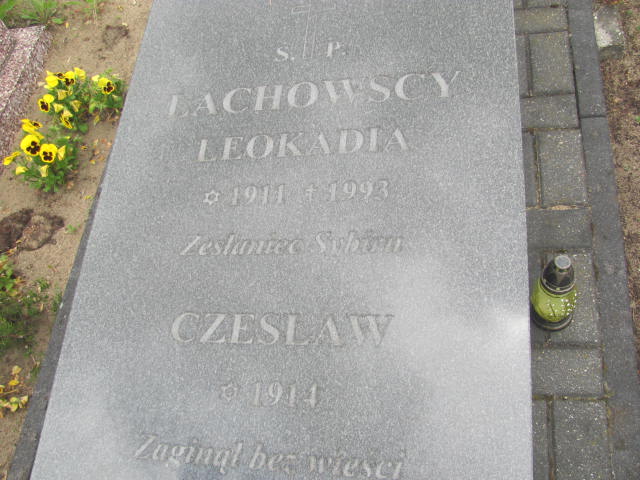 Ś. P.
LACHOWSCY
LEOKADIA
✡ 1911 † 1993
Zesłaniec Sybiru
CZESŁAW
✡ 1914
Zaginął bez wieści